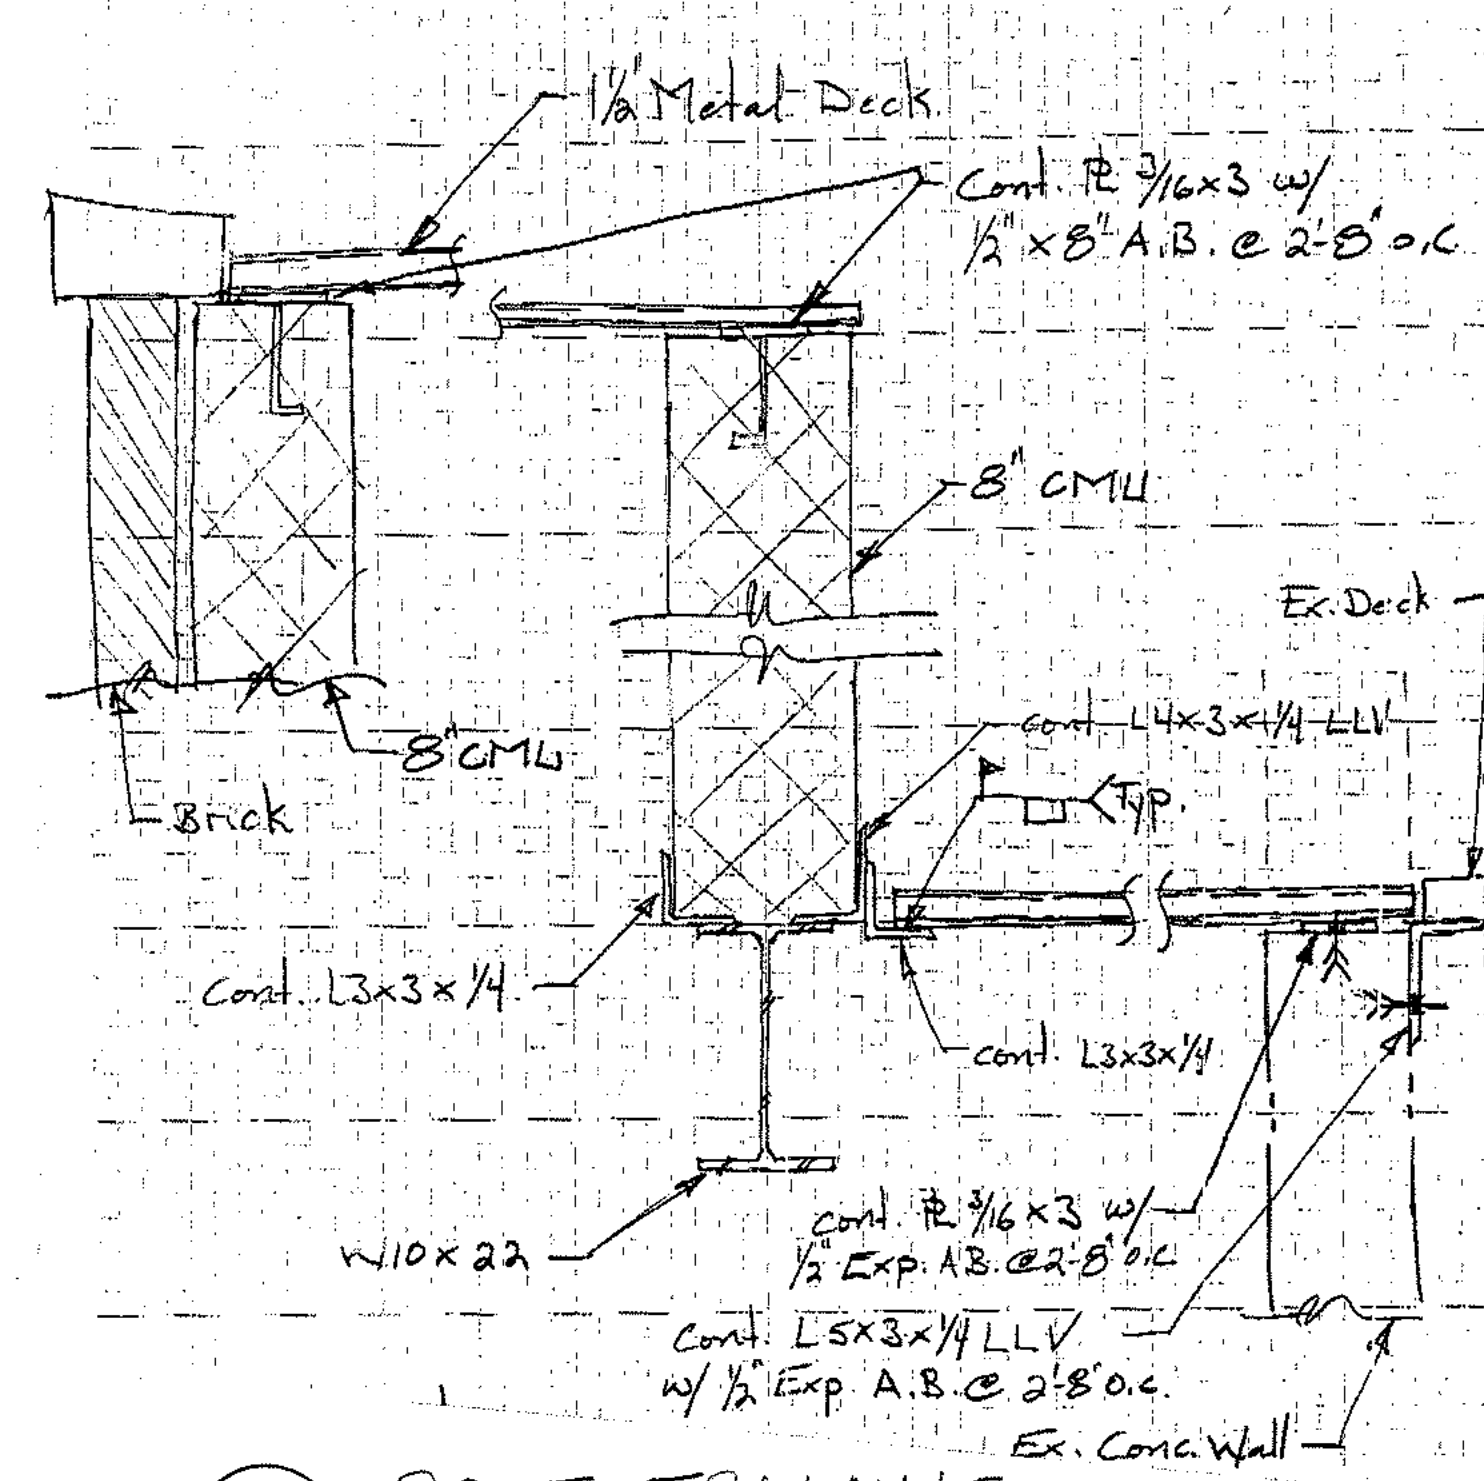 1½" Metal Deck
Cont. PL 3/16x3 w/
½" x 8" A.B. @ 2'-8" o.c.
8" CMU
Ex. Deck
cont. L4x3x1/4 LLV
8" CMU
Typ.
Brick
Cont. L3x3x1/4
cont. L3x3x1/4
cont. PL 3/16x3 w/
½" Exp. A.B. @ 2'-8" o.c.
W10x22
Cont. L5x3x1/4 LLV
w/ ½" Exp. A.B. @ 2'-8" o.c.
Ex. Conc. Wall